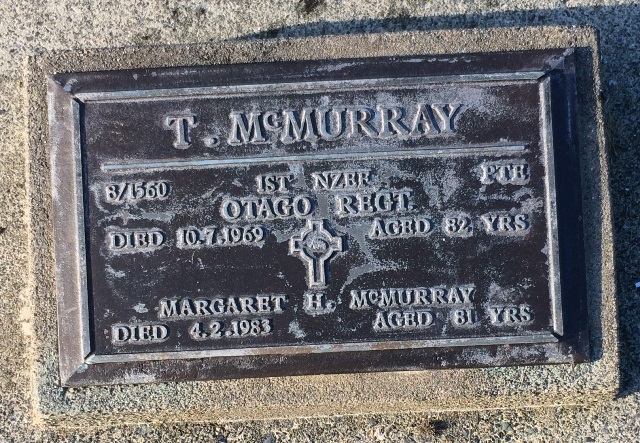 T. McMURRAY
8/1560 1ST NZEF PTE
OTAGO REGT.
DIED 10.7.1969 AGED 82 YRS
MARGARET H. McMURRAY
DIED 4.2.1983 AGED 81 YRS